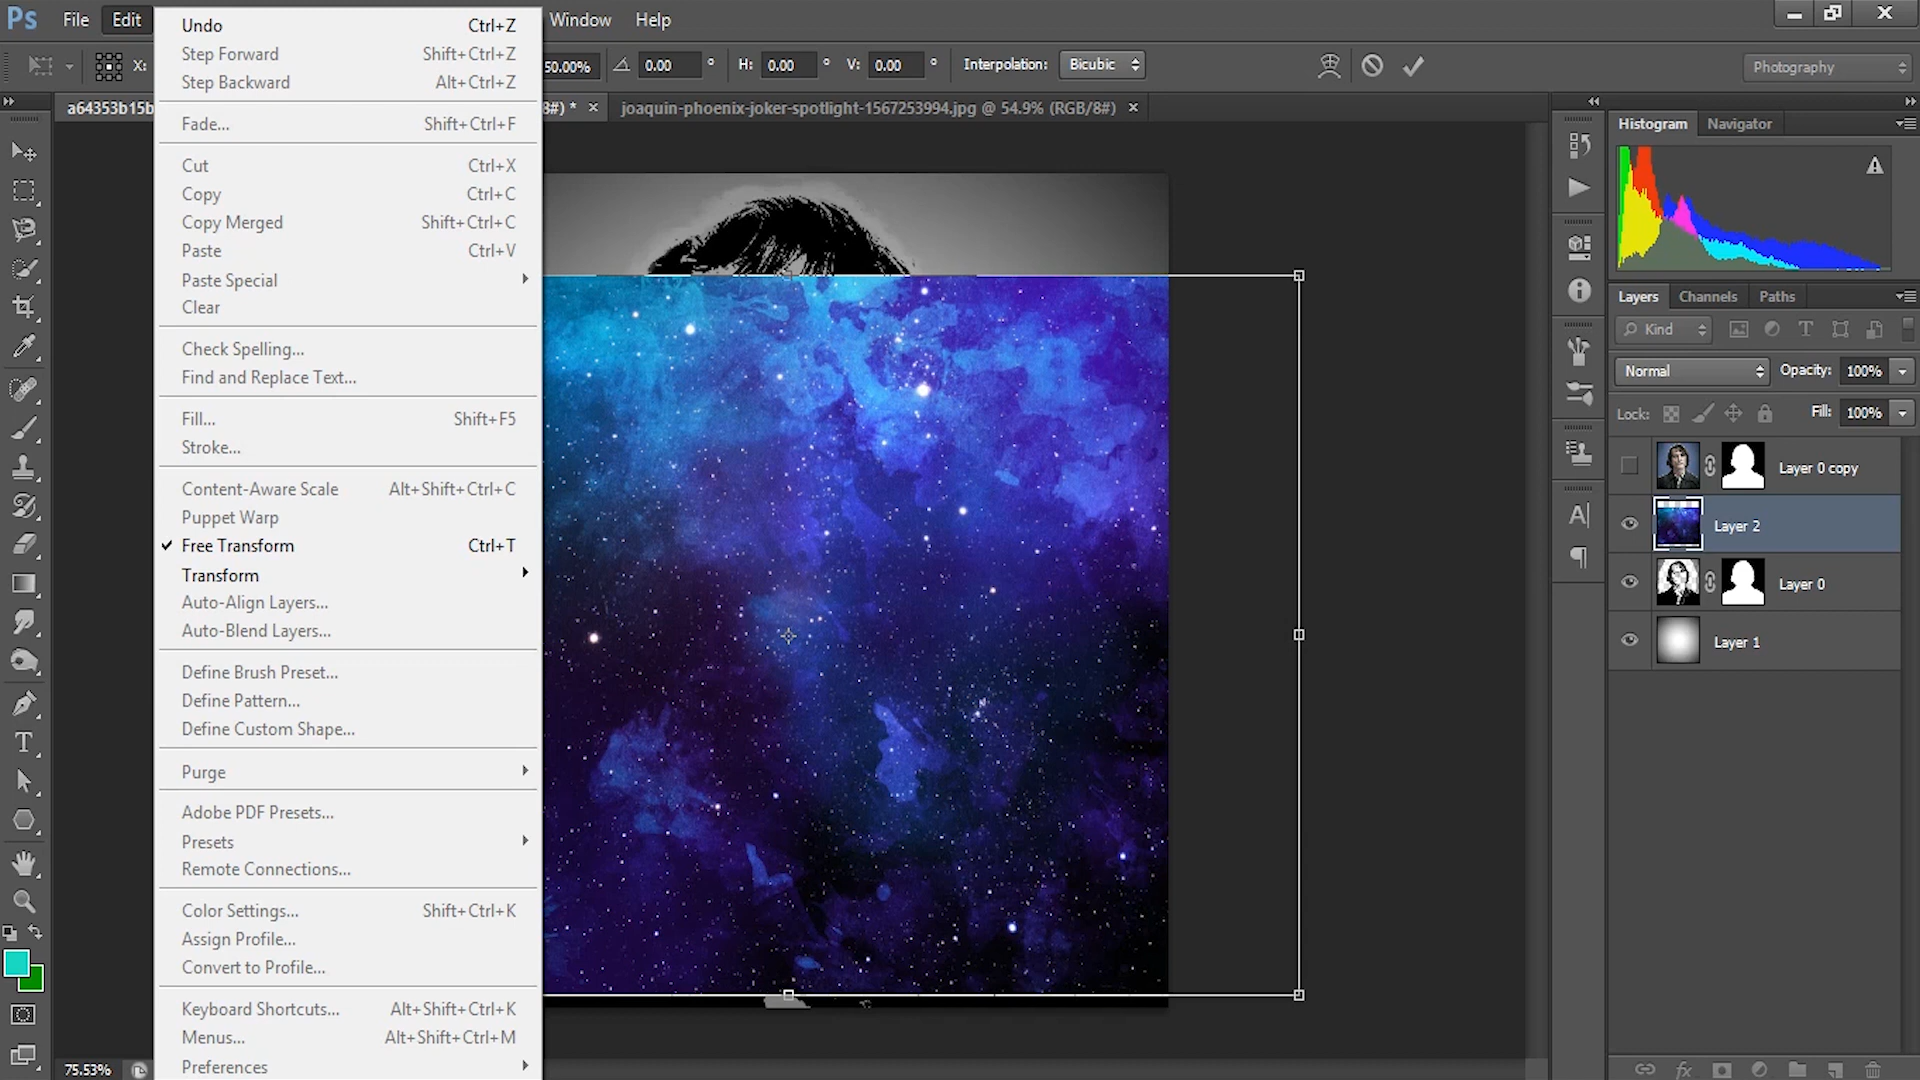 Ps File Edit Window Help
X: 50.00% 0.00 ° H: 0.00 ° V: 0.00 ° Interpolation: Bicubic Photography
a64353b15b 8#) * × joaquin-phoenix-joker-spotlight-1567253994.jpg @ 54.9% (RGB/8#) ×
Undo Ctrl+Z
Step Forward Shift+Ctrl+Z
Step Backward Alt+Ctrl+Z
Fade... Shift+Ctrl+F
Cut Ctrl+X
Copy Ctrl+C
Copy Merged Shift+Ctrl+C
Paste Ctrl+V
Paste Special
Clear
Check Spelling...
Find and Replace Text...
Fill... Shift+F5
Stroke...
Content-Aware Scale Alt+Shift+Ctrl+C
Puppet Warp
Free Transform Ctrl+T
Transform
Auto-Align Layers...
Auto-Blend Layers...
Define Brush Preset...
Define Pattern...
Define Custom Shape...
Purge
Adobe PDF Presets...
Presets
Remote Connections...
Color Settings... Shift+Ctrl+K
Assign Profile...
Convert to Profile...
Keyboard Shortcuts... Alt+Shift+Ctrl+K
Menus... Alt+Shift+Ctrl+M
Preferences
75.53%
Histogram Navigator
Layers Channels Paths
Kind
Normal Opacity: 100%
Lock: Fill: 100%
Layer 0 copy
Layer 2
Layer 0
Layer 1